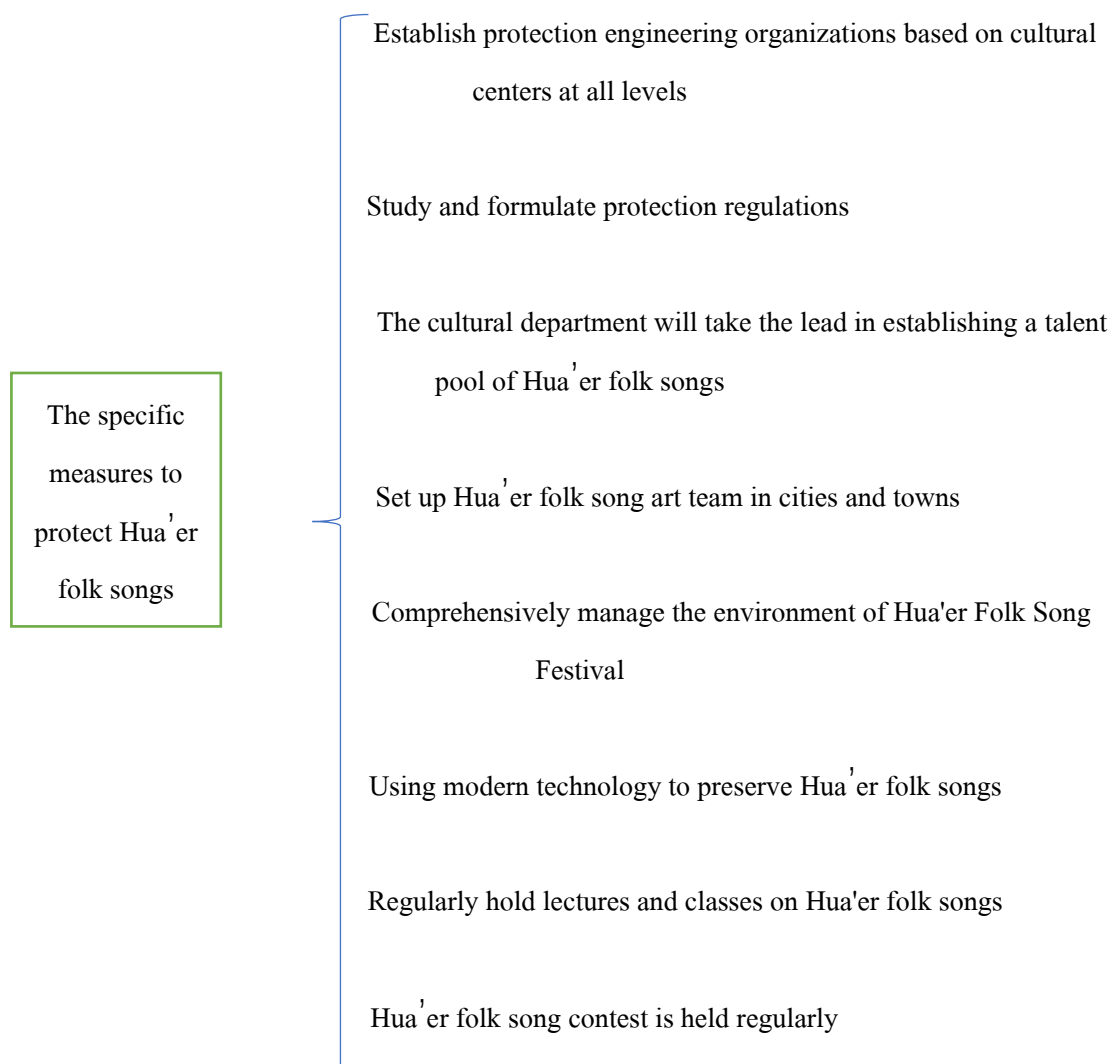 Establish protection engineering organizations based on cultural
centers at all levels
Study and formulate protection regulations
The cultural department will take the lead in establishing a talent
pool of Hua’er folk songs
The specific
measures to
protect Hua’er
folk songs
Set up Hua’er folk song art team in cities and towns
Comprehensively manage the environment of Hua'er Folk Song
Festival
Using modern technology to preserve Hua’er folk songs
Regularly hold lectures and classes on Hua'er folk songs
Hua’er folk song contest is held regularly